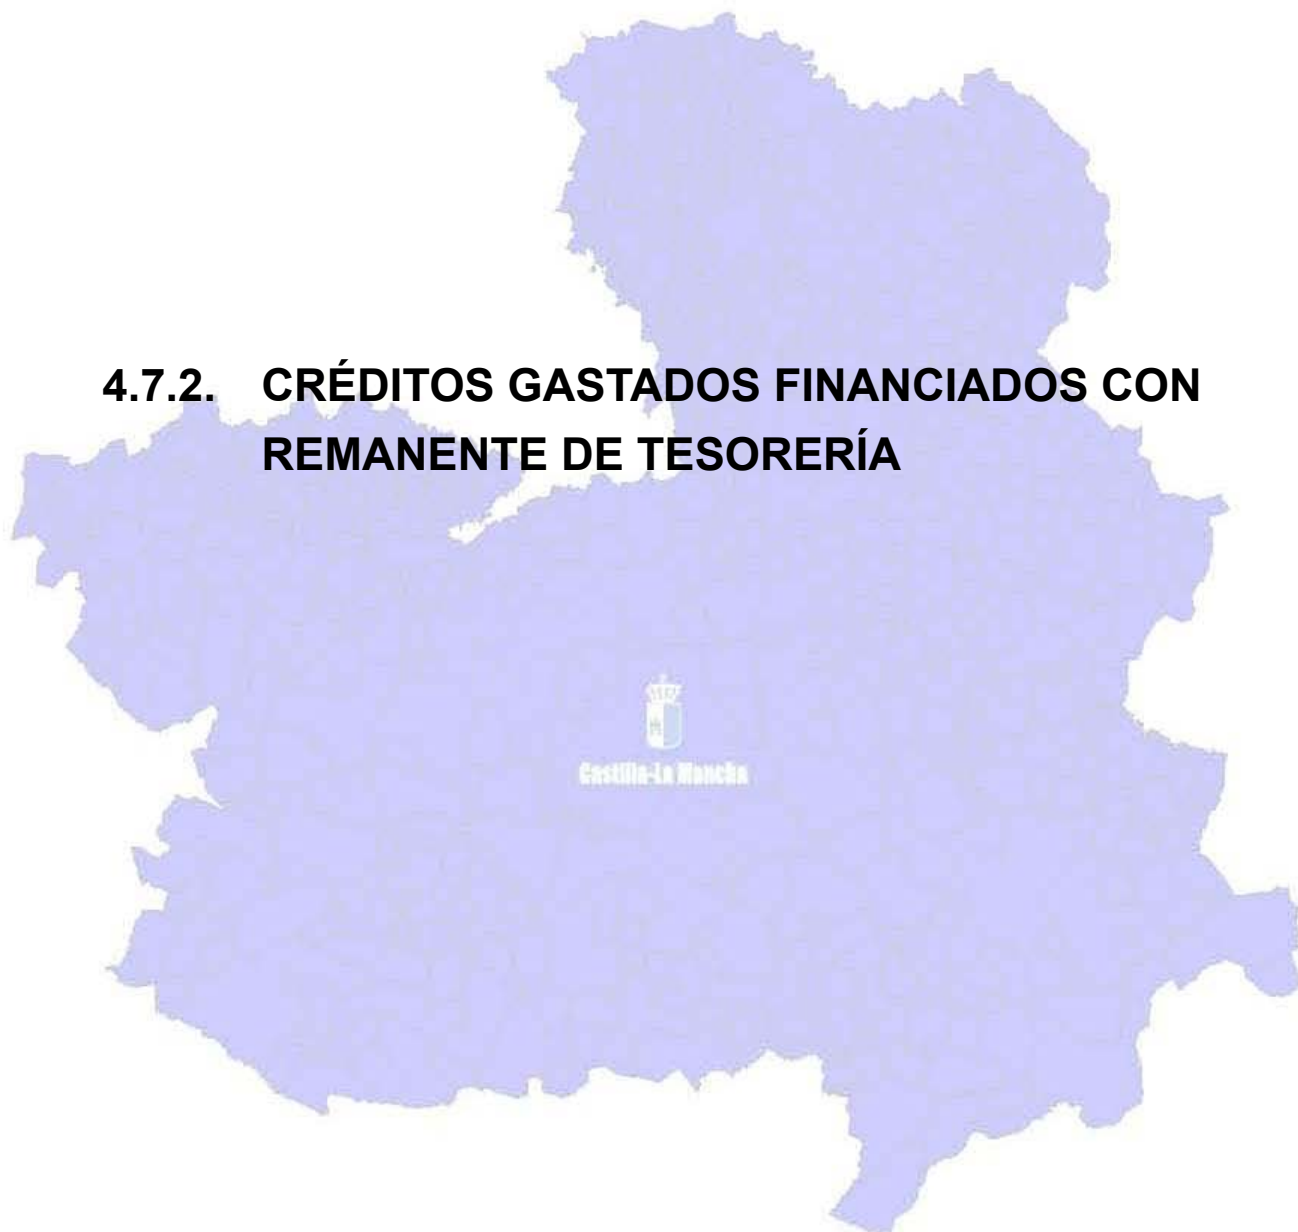 4.7.2. CRÉDITOS GASTADOS FINANCIADOS CON
REMANENTE DE TESORERÍA
Castilla-La Mancha